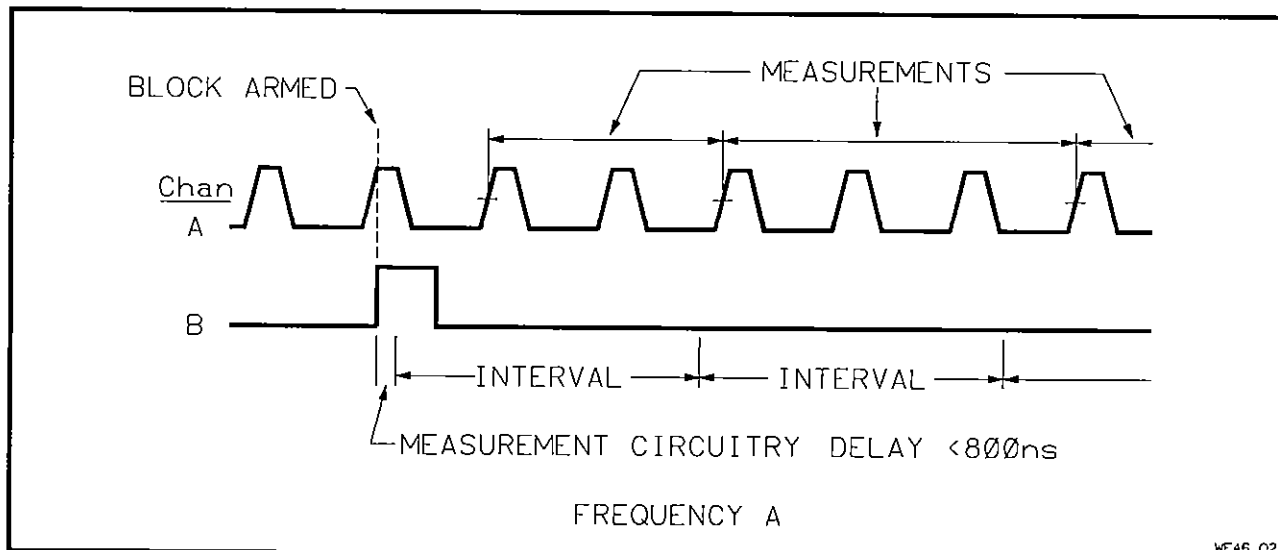 MEASUREMENTS
BLOCK ARMED
Chan
A
B
INTERVAL
INTERVAL
MEASUREMENT CIRCUITRY DELAY <800ns
FREQUENCY A